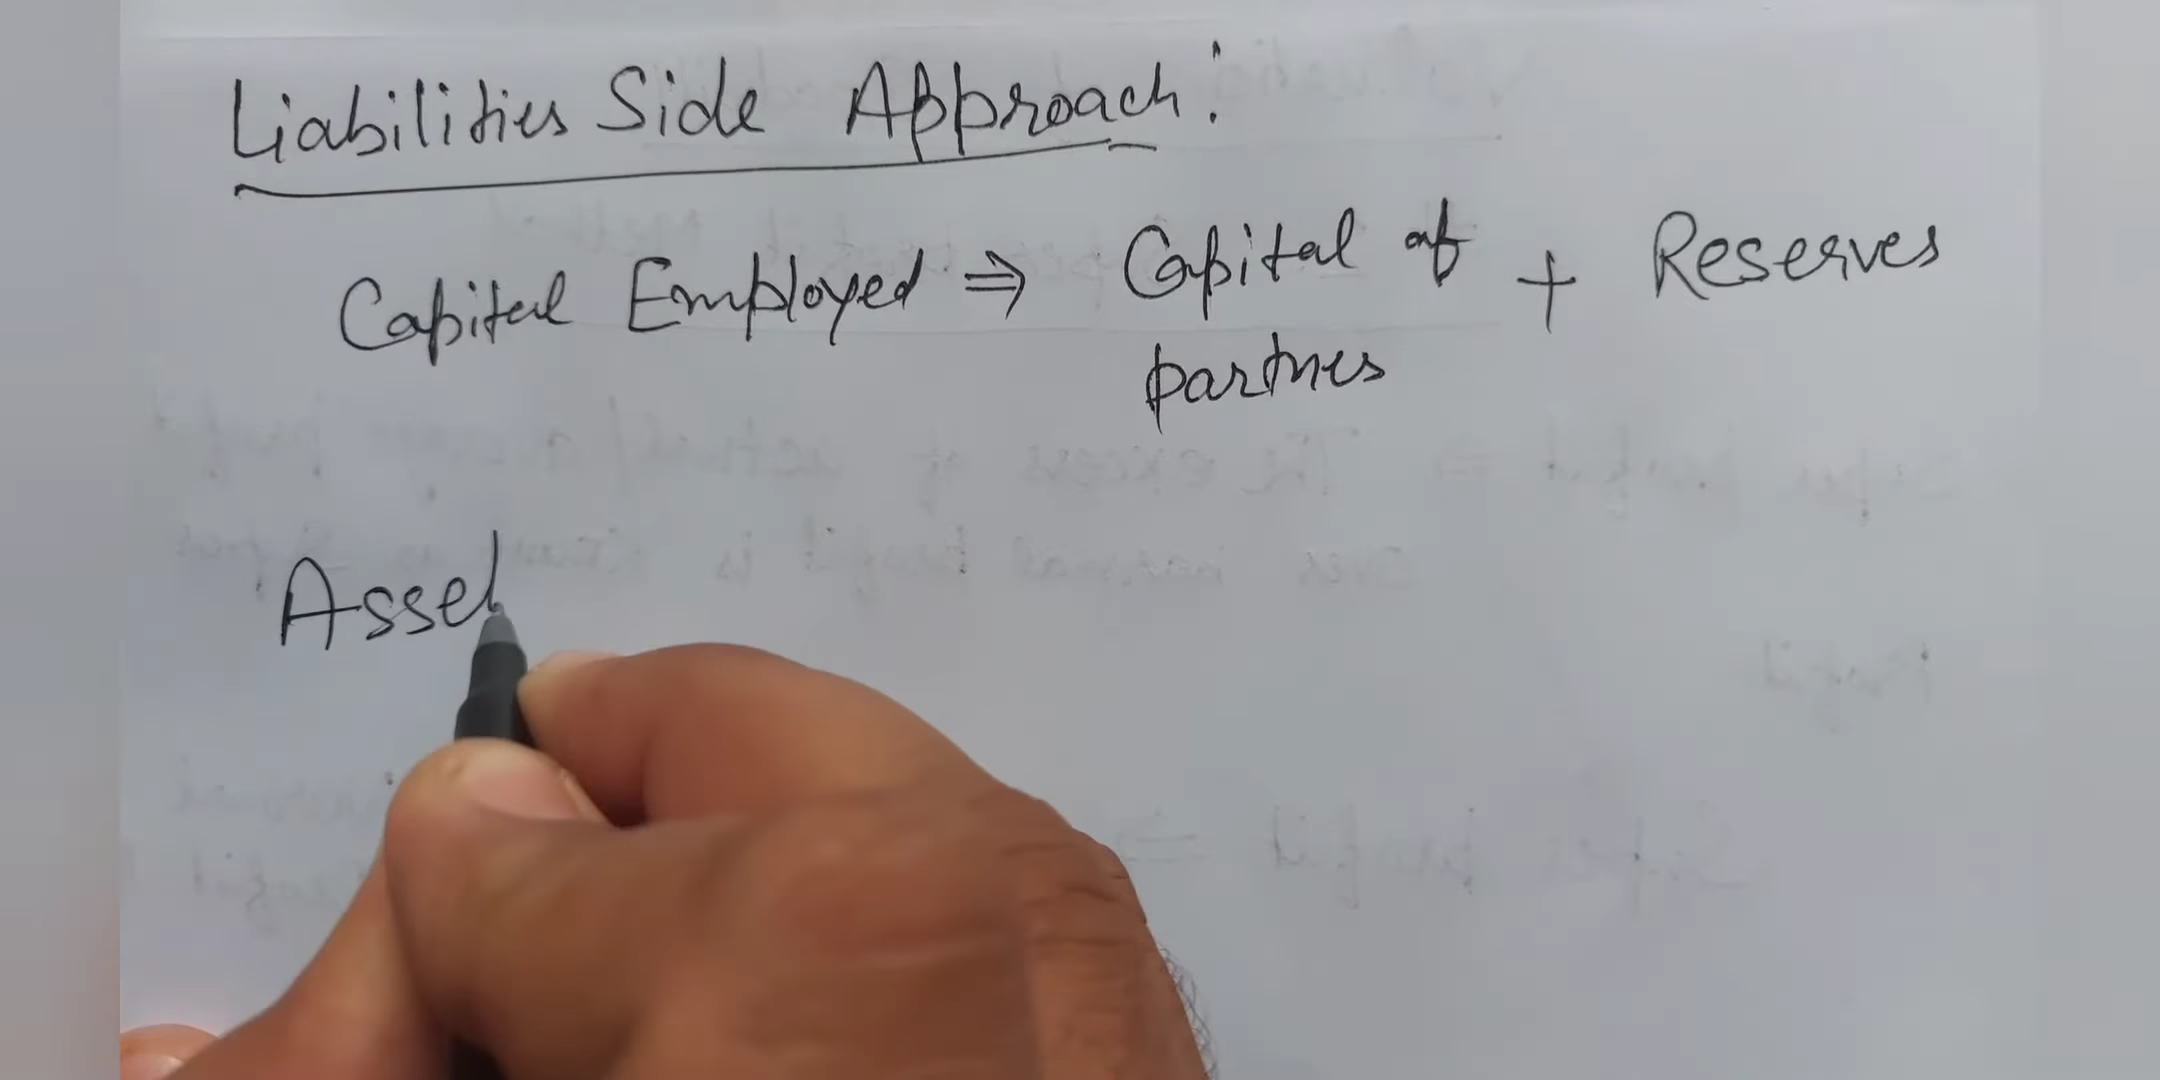 Liabilities Side Approach:
Capital Employed ⇒ Capital of + Reserves
partners
Asset